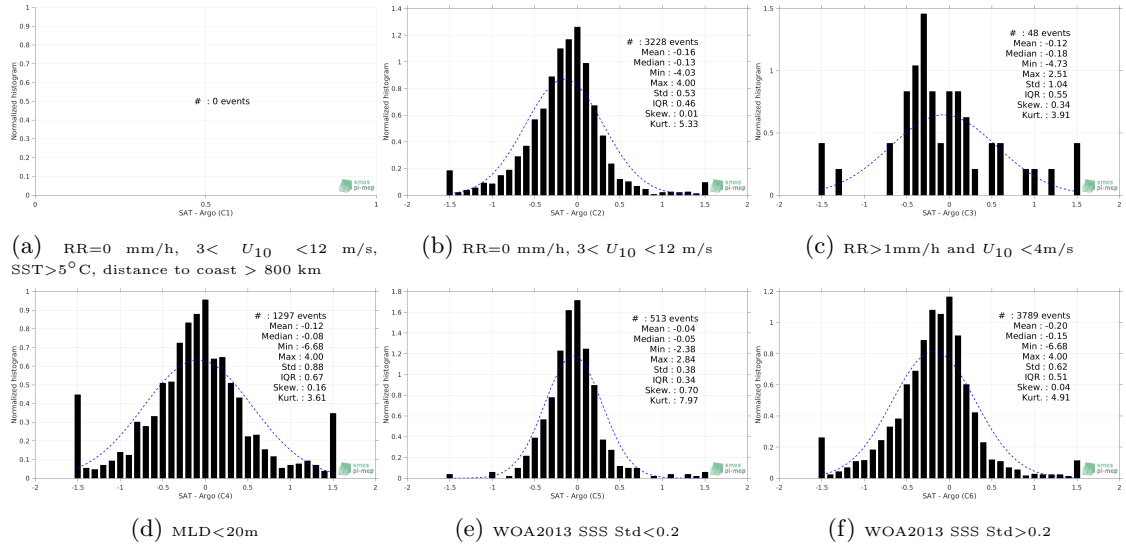 1
0.9
0.8
0.7
0.6
0.5
0.4
0.3
0.2
0.1
0
0
0.5
1
Normalized histogram
# : 0 events
smos
pi-mep
SAT - Argo (C1)
(a) RR=0 mm/h, 3< U10 <12 m/s,
SST>5°C, distance to coast > 800 km
1.4
1.2
1
0.8
0.6
0.4
0.2
0
-2
-1.5
-1
-0.5
0
0.5
1
1.5
2
Normalized histogram
# : 3228 events
Mean : -0.16
Median : -0.13
Min : -4.03
Max : 4.00
Std : 0.53
IQR : 0.46
Skew. : 0.01
Kurt. : 5.33
smos
pi-mep
SAT - Argo (C2)
(b) RR=0 mm/h, 3< U10 <12 m/s
1.5
1
0.5
0
-2
-1.5
-1
-0.5
0
0.5
1
1.5
2
Normalized histogram
# : 48 events
Mean : -0.12
Median : -0.18
Min : -4.73
Max : 2.51
Std : 1.04
IQR : 0.55
Skew. : 0.34
Kurt. : 3.91
smos
pi-mep
SAT - Argo (C3)
(c) RR>1mm/h and U10 <4m/s
1
0.9
0.8
0.7
0.6
0.5
0.4
0.3
0.2
0.1
0
-2
-1.5
-1
-0.5
0
0.5
1
1.5
2
Normalized histogram
# : 1297 events
Mean : -0.12
Median : -0.08
Min : -6.68
Max : 4.00
Std : 0.88
IQR : 0.67
Skew. : 0.16
Kurt. : 3.61
smos
pi-mep
SAT - Argo (C4)
(d) MLD<20m
1.8
1.6
1.4
1.2
1
0.8
0.6
0.4
0.2
0
-2
-1.5
-1
-0.5
0
0.5
1
1.5
2
Normalized histogram
# : 513 events
Mean : -0.04
Median : -0.05
Min : -2.38
Max : 2.84
Std : 0.38
IQR : 0.34
Skew. : 0.70
Kurt. : 7.97
smos
pi-mep
SAT - Argo (C5)
(e) WOA2013 SSS Std<0.2
1.2
1
0.8
0.6
0.4
0.2
0
-2
-1.5
-1
-0.5
0
0.5
1
1.5
2
Normalized histogram
# : 3789 events
Mean : -0.20
Median : -0.15
Min : -6.68
Max : 4.00
Std : 0.62
IQR : 0.51
Skew. : 0.04
Kurt. : 4.91
smos
pi-mep
SAT - Argo (C6)
(f) WOA2013 SSS Std>0.2